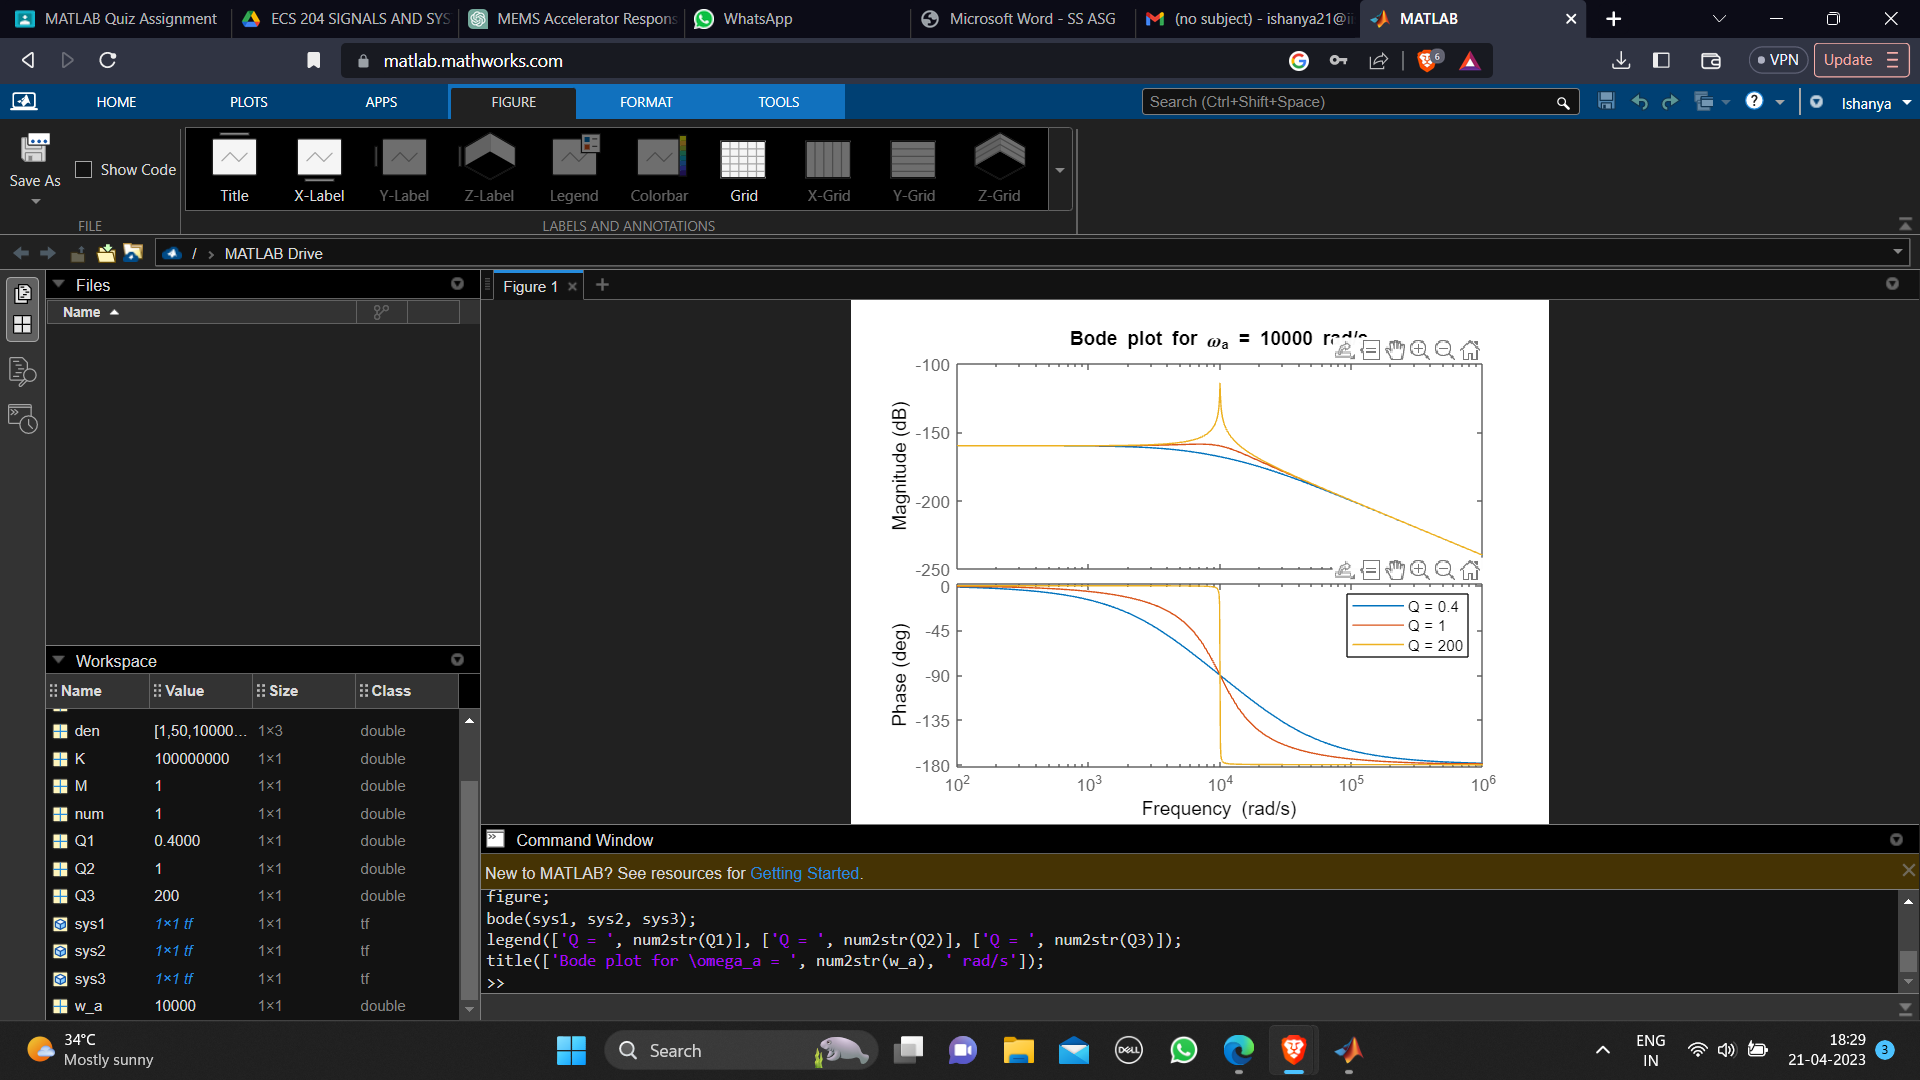 MATLAB Quiz Assignment
ECS 204 SIGNALS AND SYS
MEMS Accelerator Respons
WhatsApp
Microsoft Word - SS ASG
(no subject) - ishanya21@ii
MATLAB
matlab.mathworks.com
6
VPN
Update
HOME
PLOTS
APPS
FIGURE
FORMAT
TOOLS
Search (Ctrl+Shift+Space)
Ishanya
Save As
Show Code
Title
X-Label
Y-Label
Z-Label
Legend
Colorbar
Grid
X-Grid
Y-Grid
Z-Grid
FILE
LABELS AND ANNOTATIONS
/ › MATLAB Drive
Files
Name
Figure 1
Bode plot for ωa = 10000 rad/s
Magnitude (dB)
-100
-150
-200
-250
Phase (deg)
0
-45
-90
-135
-180
Q = 0.4
Q = 1
Q = 200
10² 10³ 10⁴ 10⁵ 10⁶
Frequency (rad/s)
Workspace
Name Value Size Class
den [1,50,10000... 1×3 double
K 100000000 1×1 double
M 1 1×1 double
num 1 1×1 double
Q1 0.4000 1×1 double
Q2 1 1×1 double
Q3 200 1×1 double
sys1 1×1 tf 1×1 tf
sys2 1×1 tf 1×1 tf
sys3 1×1 tf 1×1 tf
w_a 10000 1×1 double
Command Window
New to MATLAB? See resources for Getting Started.
figure;
bode(sys1, sys2, sys3);
legend(['Q = ', num2str(Q1)], ['Q = ', num2str(Q2)], ['Q = ', num2str(Q3)]);
title(['Bode plot for \omega_a = ', num2str(w_a), ' rad/s']);
>>
34°C
Mostly sunny
Search
DELL
ENG
IN
18:29
21-04-2023
3